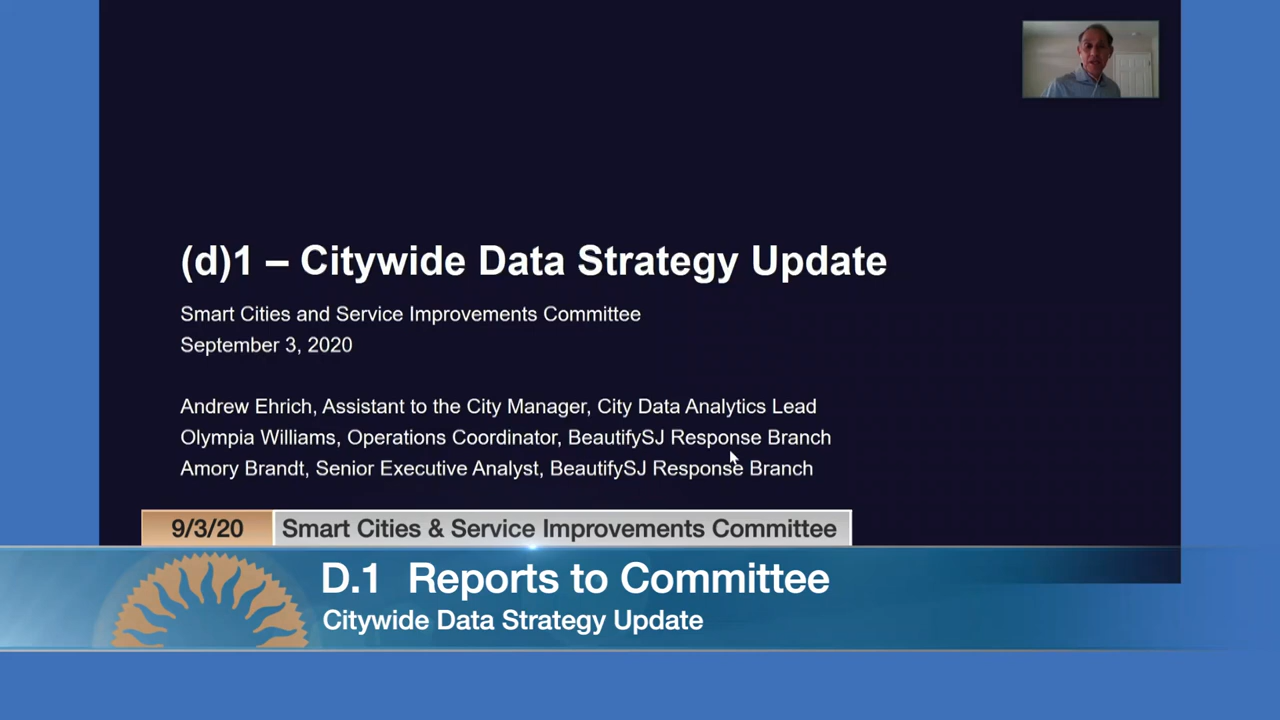 (d)1 – Citywide Data Strategy Update
Smart Cities and Service Improvements Committee
September 3, 2020
Andrew Ehrich, Assistant to the City Manager, City Data Analytics Lead
Olympia Williams, Operations Coordinator, BeautifySJ Response Branch
Amory Brandt, Senior Executive Analyst, BeautifySJ Response Branch
9/3/20 Smart Cities & Service Improvements Committee
D.1 Reports to Committee
Citywide Data Strategy Update